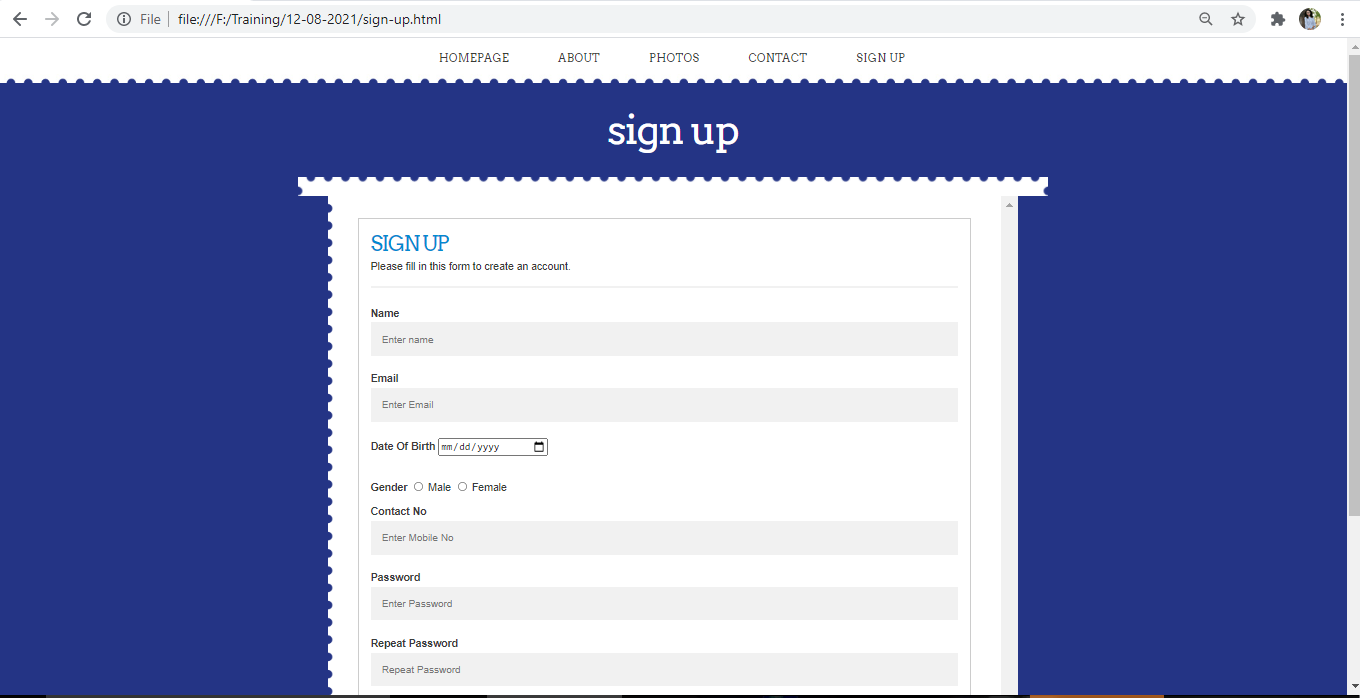 File file:///F:/Training/12-08-2021/sign-up.html
HOMEPAGE ABOUT PHOTOS CONTACT SIGN UP
sign up
SIGN UP
Please fill in this form to create an account.
Name
Enter name
Email
Enter Email
Date Of Birth mm/dd/yyyy
Gender Male Female
Contact No
Enter Mobile No
Password
Enter Password
Repeat Password
Repeat Password